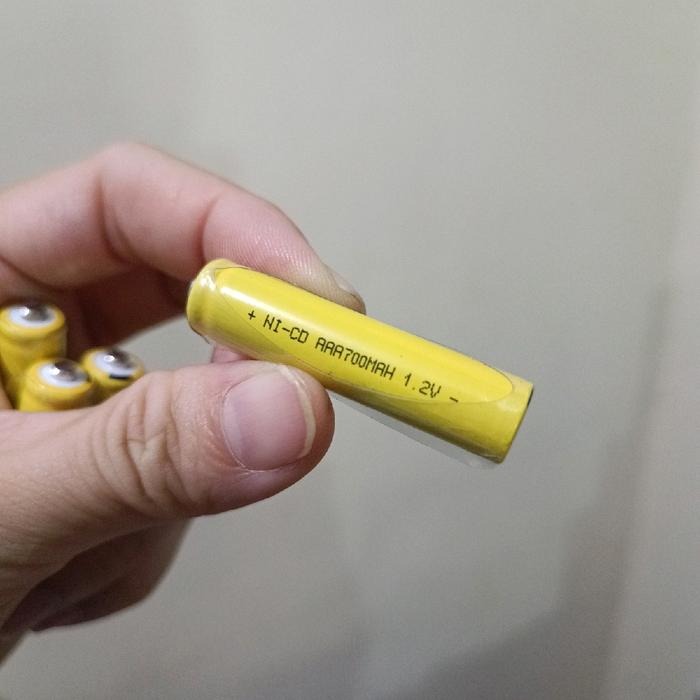 + NI-CD AAA700MAH 1.2V -